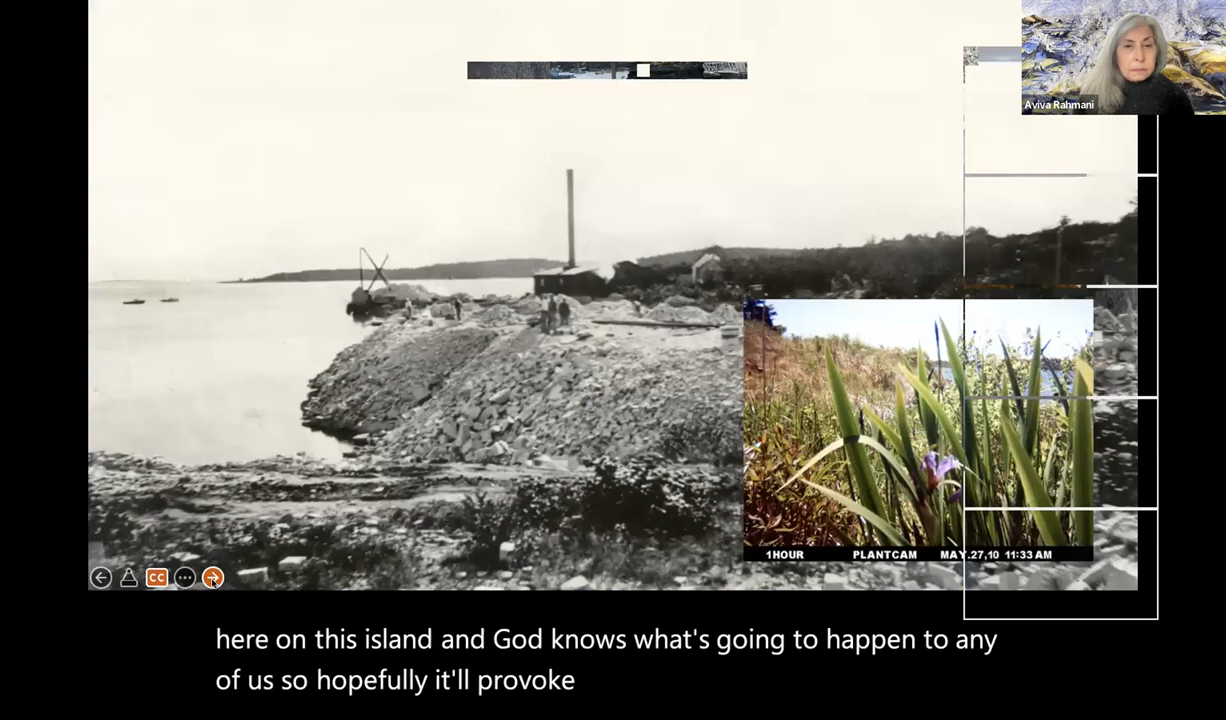 Aviva Rahmani
1HOUR PLANTCAM MAY.27,10 11:33 AM
CC
here on this island and God knows what's going to happen to any
of us so hopefully it'll provoke